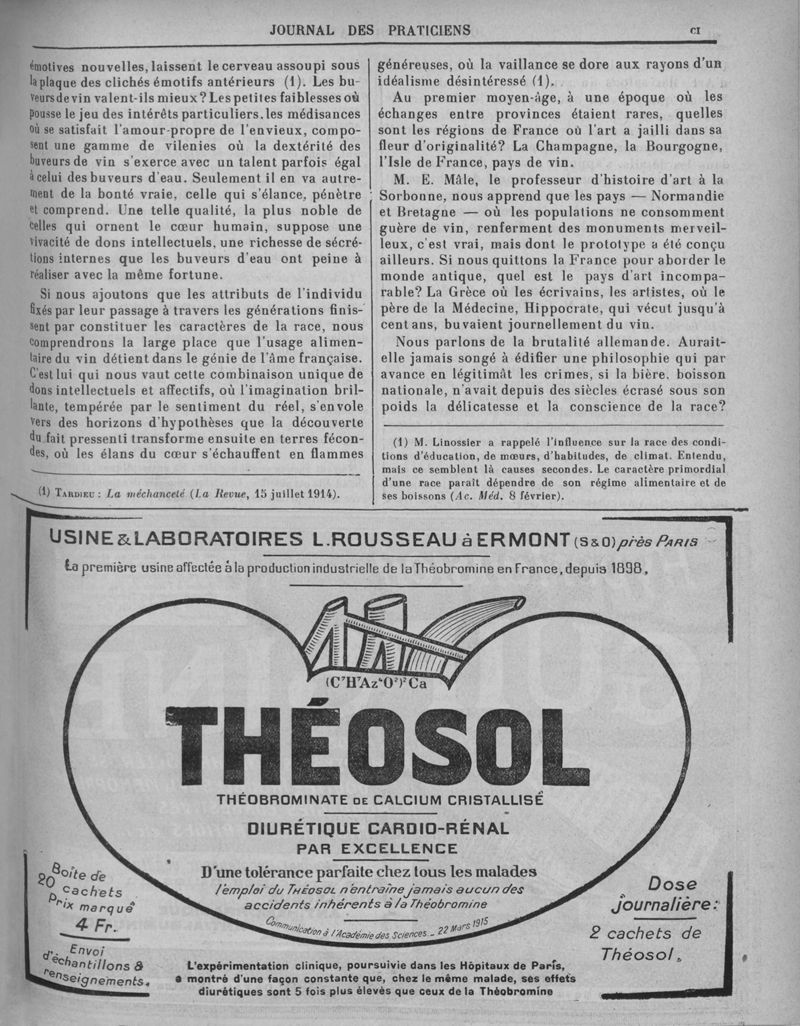 JOURNAL DES PRATICIENS
CI
émotives nouvelles, laissent le cerveau assoupi sous
la plaque des clichés émotifs antérieurs (1). Les bu-
veurs de vin valent-ils mieux? Les petites faiblesses où
pousse le jeu des intérêts particuliers, les médisances
où se satisfait l'amour-propre de l'envieux, compo-
sent une gamme de vilenies où la dextérité des
buveurs de vin s'exerce avec un talent parfois égal
à celui des buveurs d'eau. Seulement il en va autre-
ment de la bonté vraie, celle qui s'élance, pénètre
et comprend. Une telle qualité, la plus noble de
celles qui ornent le cœur humain, suppose une
vivacité de dons intellectuels, une richesse de sécré-
tions internes que les buveurs d'eau ont peine à
réaliser avec la même fortune.
Si nous ajoutons que les attributs de l'individu
fixés par leur passage à travers les générations finis-
sent par constituer les caractères de la race, nous
comprendrons la large place que l'usage alimen-
taire du vin détient dans le génie de l'âme française.
C'est lui qui nous vaut cette combinaison unique de
dons intellectuels et affectifs, où l'imagination bril-
lante, tempérée par le sentiment du réel, s'envole
vers des horizons d'hypothèses que la découverte
du fait pressenti transforme ensuite en terres fécon-
des, où les élans du cœur s'échauffent en flammes
(1) TARDIEU : La méchanceté (La Revue, 15 juillet 1914).
généreuses, où la vaillance se dore aux rayons d'un
idéalisme désintéressé (1).
Au premier moyen-âge, à une époque où les
échanges entre provinces étaient rares, quelles
sont les régions de France où l'art a jailli dans sa
fleur d'originalité? La Champagne, la Bourgogne,
l'Isle de France, pays de vin.
M. E. Mâle, le professeur d'histoire d'art à la
Sorbonne, nous apprend que les pays — Normandie
et Bretagne — où les populations ne consomment
guère de vin, renferment des monuments merveil-
leux, c'est vrai, mais dont le prototype a été conçu
ailleurs. Si nous quittons la France pour aborder le
monde antique, quel est le pays d'art incompa-
rable? La Grèce où les écrivains, les artistes, où le
père de la Médecine, Hippocrate, qui vécut jusqu'à
cent ans, buvaient journellement du vin.
Nous parlons de la brutalité allemande. Aurait-
elle jamais songé à édifier une philosophie qui par
avance en légitimât les crimes, si la bière, boisson
nationale, n'avait depuis des siècles écrasé sous son
poids la délicatesse et la conscience de la race?
(1) M. Linossier a rappelé l'influence sur la race des condi-
tions d'éducation, de mœurs, d'habitudes, de climat. Entendu,
mais ce semblent là causes secondes. Le caractère primordial
d'une race paraît dépendre de son régime alimentaire et de
ses boissons (Ac. Méd. 8 février).
USINE & LABORATOIRES L.ROUSSEAU à ERMONT (S&O) près PARIS
La première usine affectée à la production industrielle de la Théobromine en France, depuis 1898.
(C⁷H⁷Az⁴O²)²Ca
THÉOSOL
THÉOBROMINATE DE CALCIUM CRISTALLISÉ
DIURÉTIQUE CARDIO-RÉNAL
PAR EXCELLENCE
D'une tolérance parfaite chez tous les malades
l'emploi du THÉOSOL n'entraîne jamais aucun des
accidents inhérents à la Théobromine
Communication à l'Académie des Sciences _ 22 Mars 1915
Boîte de
20 cachets
Prix marqué
4 Fr.
Envoi
d'échantillons &
renseignements.
L'expérimentation clinique, poursuivie dans les Hôpitaux de Paris,
a montré d'une façon constante que, chez le même malade, ses effets
diurétiques sont 5 fois plus élevés que ceux de la Théobromine
Dose
journalière:
2 cachets de
Théosol.